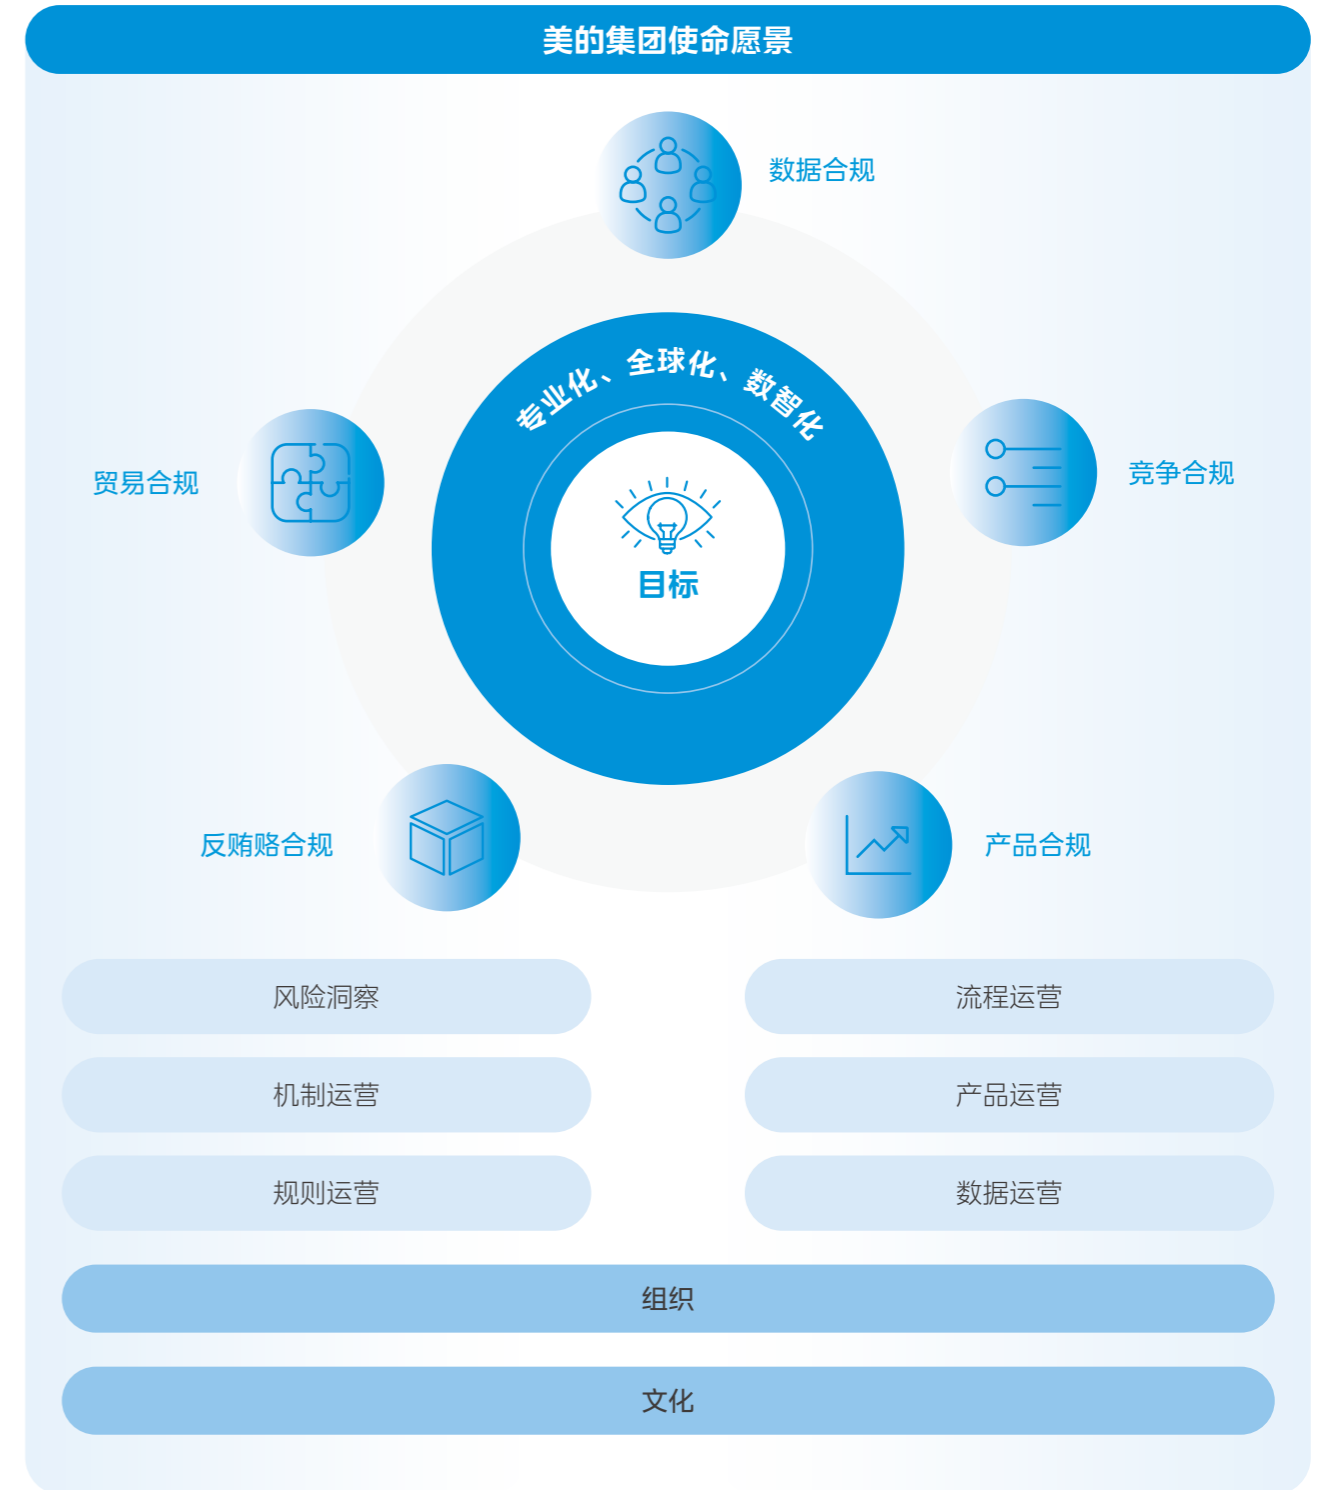 美的集团使命愿景
数据合规
专业化、全球化、数智化
贸易合规
竞争合规
目标
反贿赂合规
产品合规
风险洞察
流程运营
机制运营
产品运营
规则运营
数据运营
组织
文化